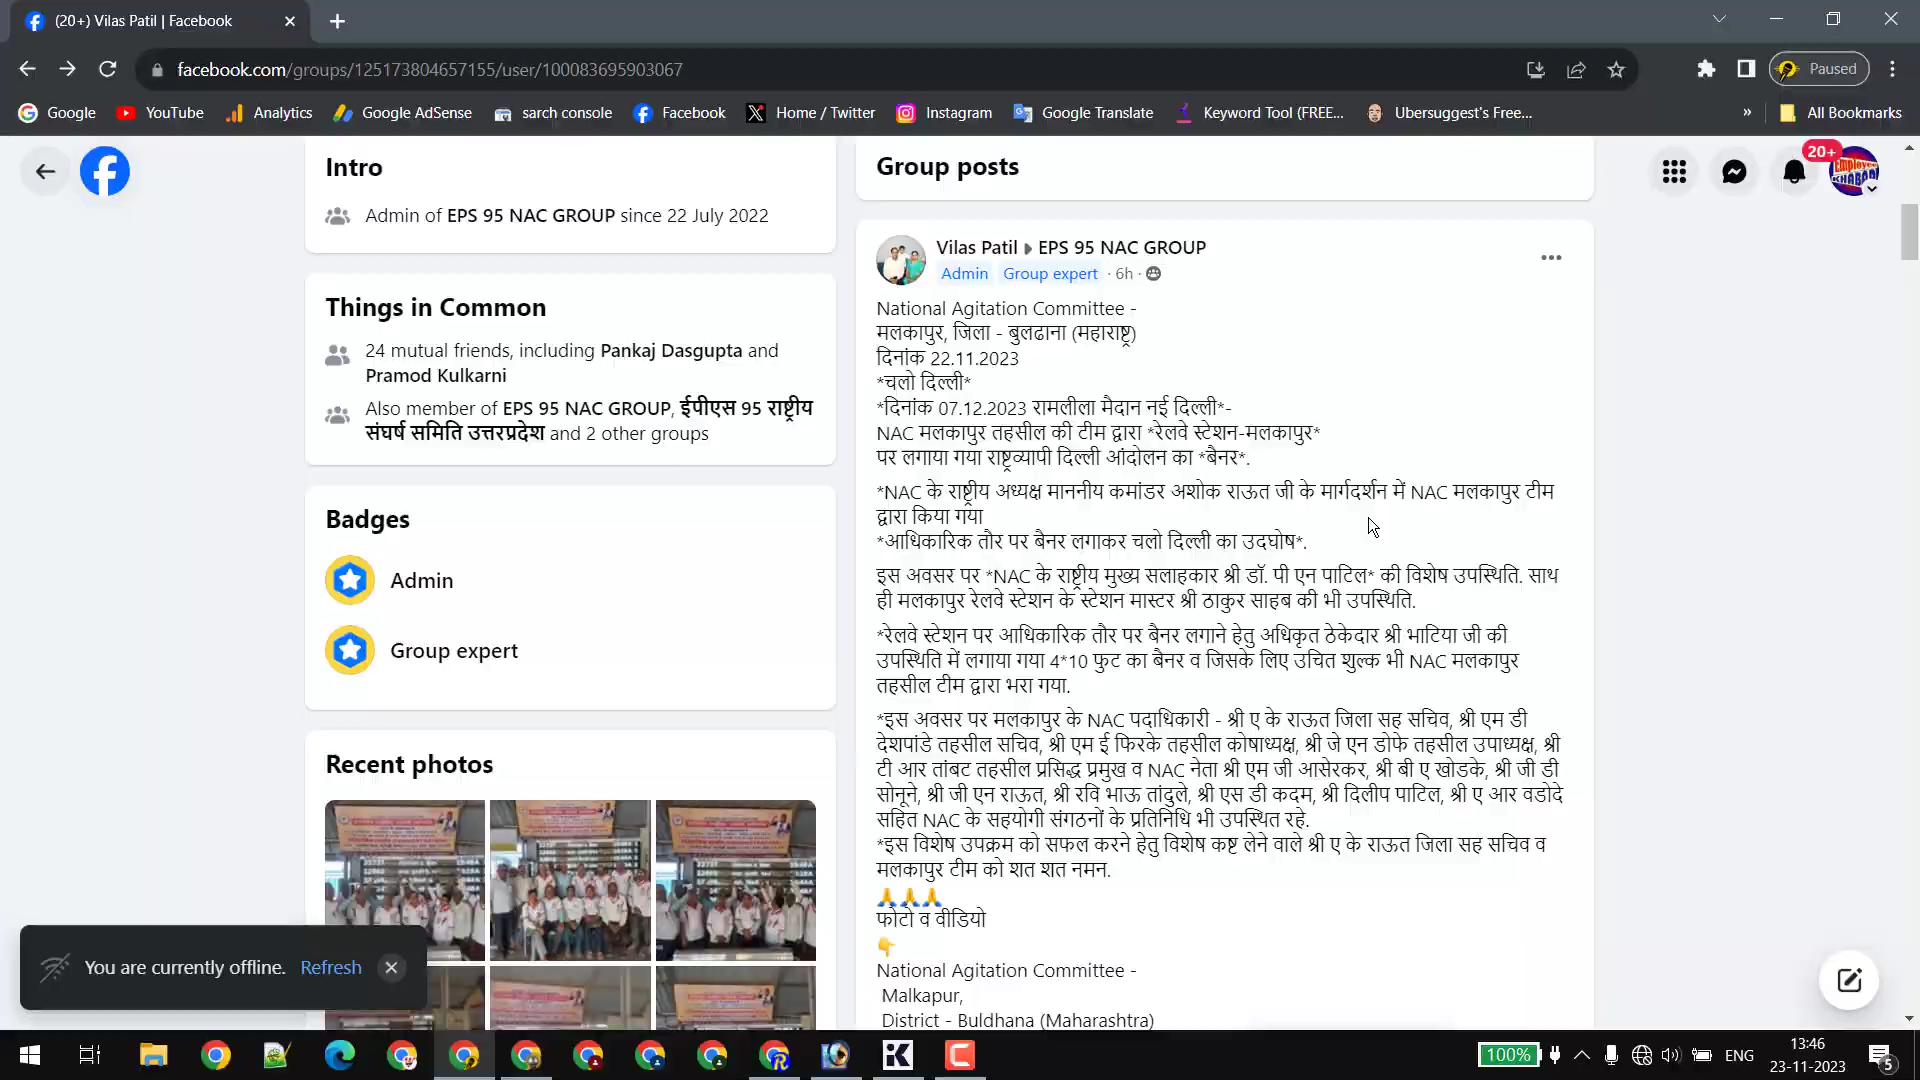 (20+) Vilas Patil | Facebook
facebook.com/groups/125173804657155/user/100083695903067
Paused
Google
YouTube
Analytics
Google AdSense
sarch console
Facebook
Home / Twitter
Instagram
Google Translate
Keyword Tool (FREE...
Ubersuggest's Free...
»
All Bookmarks
20+
Intro
Admin of EPS 95 NAC GROUP since 22 July 2022
Things in Common
24 mutual friends, including Pankaj Dasgupta and
Pramod Kulkarni
Also member of EPS 95 NAC GROUP, ईपीएस 95 राष्ट्रीय
संघर्ष समिति उत्तरप्रदेश and 2 other groups
Badges
Admin
Group expert
Recent photos
You are currently offline. Refresh
Group posts
Vilas Patil EPS 95 NAC GROUP
Admin Group expert · 6h ·
National Agitation Committee -
मलकापुर, जिला - बुलढाना (महाराष्ट्र)
दिनांक 22.11.2023
*चलो दिल्ली*
*दिनांक 07.12.2023 रामलीला मैदान नई दिल्ली*-
NAC मलकापुर तहसील की टीम द्वारा *रेलवे स्टेशन-मलकापुर*
पर लगाया गया राष्ट्रव्यापी दिल्ली आंदोलन का *बैनर*.
*NAC के राष्ट्रीय अध्यक्ष माननीय कमांडर अशोक राऊत जी के मार्गदर्शन में NAC मलकापुर टीम
द्वारा किया गया
*आधिकारिक तौर पर बैनर लगाकर चलो दिल्ली का उदघोष*.
इस अवसर पर *NAC के राष्ट्रीय मुख्य सलाहकार श्री डॉ. पी एन पाटिल* की विशेष उपस्थिति. साथ
ही मलकापुर रेलवे स्टेशन के स्टेशन मास्टर श्री ठाकुर साहब की भी उपस्थिति.
*रेलवे स्टेशन पर आधिकारिक तौर पर बैनर लगाने हेतु अधिकृत ठेकेदार श्री भाटिया जी की
उपस्थिति में लगाया गया 4*10 फुट का बैनर व जिसके लिए उचित शुल्क भी NAC मलकापुर
तहसील टीम द्वारा भरा गया.
*इस अवसर पर मलकापुर के NAC पदाधिकारी - श्री ए के राऊत जिला सह सचिव, श्री एम डी
देशपांडे तहसील सचिव, श्री एम ई फिरके तहसील कोषाध्यक्ष, श्री जे एन डोफे तहसील उपाध्यक्ष, श्री
टी आर तांबट तहसील प्रसिद्ध प्रमुख व NAC नेता श्री एम जी आसेरकर, श्री बी ए खोडके, श्री जी डी
सोनूने, श्री जी एन राऊत, श्री रवि भाऊ तांदुले, श्री एस डी कदम, श्री दिलीप पाटिल, श्री ए आर वडोदे
सहित NAC के सहयोगी संगठनों के प्रतिनिधि भी उपस्थित रहे.
*इस विशेष उपक्रम को सफल करने हेतु विशेष कष्ट लेने वाले श्री ए के राऊत जिला सह सचिव व
मलकापुर टीम को शत शत नमन.
🙏🙏🙏
फोटो व वीडियो
👇
National Agitation Committee -
Malkapur,
District - Buldhana (Maharashtra)
100%
ENG
13:46
23-11-2023
5